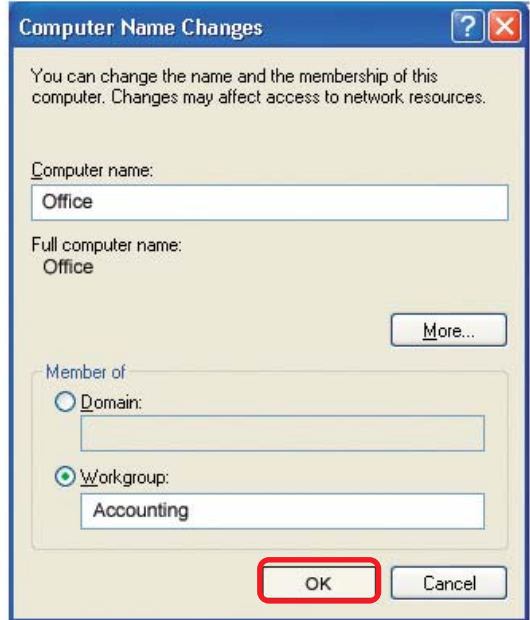 Computer Name Changes
You can change the name and the membership of this
computer. Changes may affect access to network resources.
Computer name:
Office
Full computer name:
Office
More...
Member of
Domain:
Workgroup:
Accounting
OK
Cancel